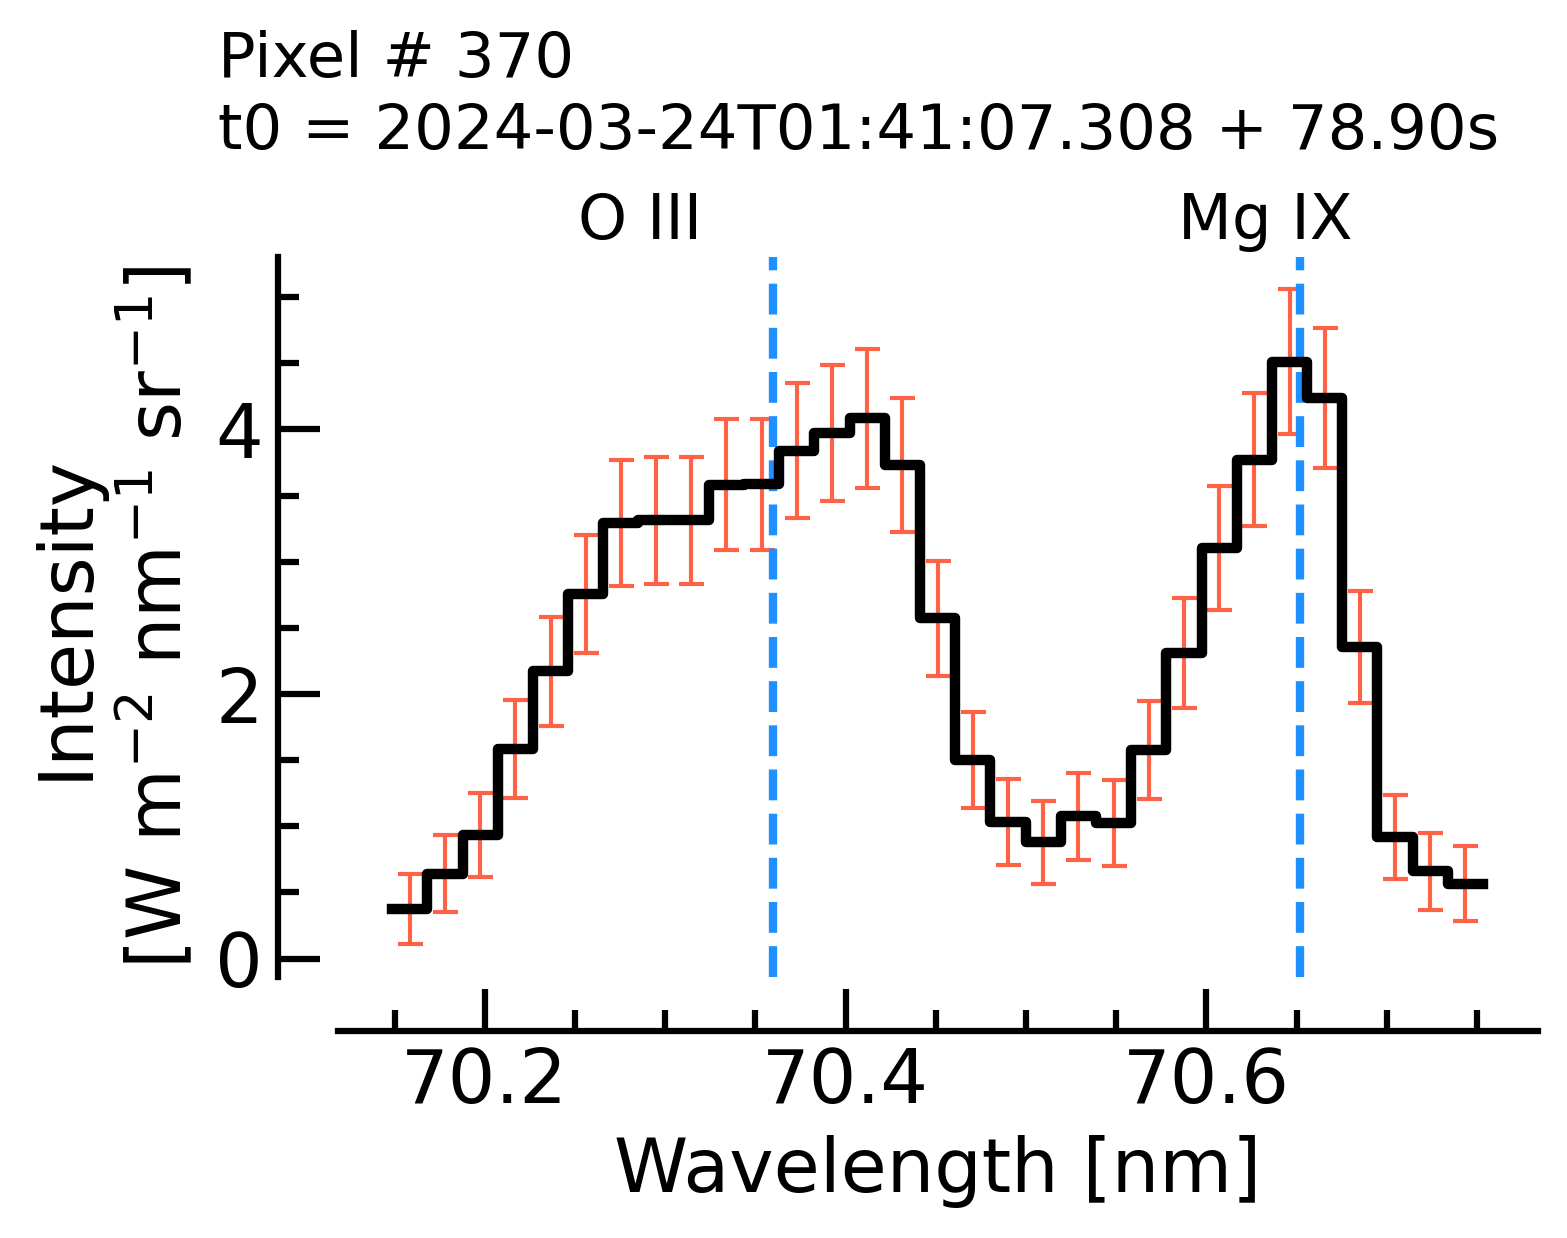 Pixel # 370
t0 = 2024-03-24T01:41:07.308 + 78.90s
O III
Mg IX
Intensity
[W m⁻² nm⁻¹ sr⁻¹]
4
2
0
70.2
70.4
70.6
Wavelength [nm]